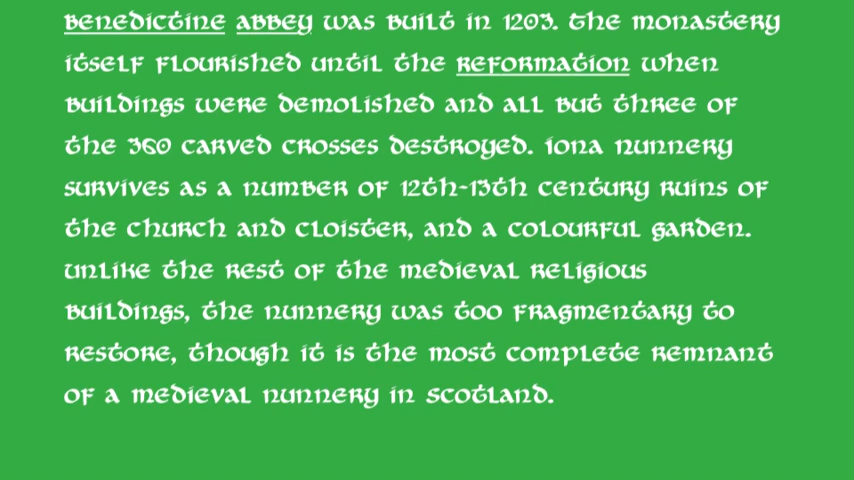 Benedictine Abbey was built in 1203. The monastery
itself flourished until the Reformation when
buildings were demolished and all but three of
the 360 carved crosses destroyed. Iona Nunnery
survives as a number of 12th-13th century ruins of
the church and cloister, and a colourful garden.
Unlike the rest of the medieval religious
buildings, the nunnery was too fragmentary to
restore, though it is the most complete remnant
of a medieval nunnery in Scotland.